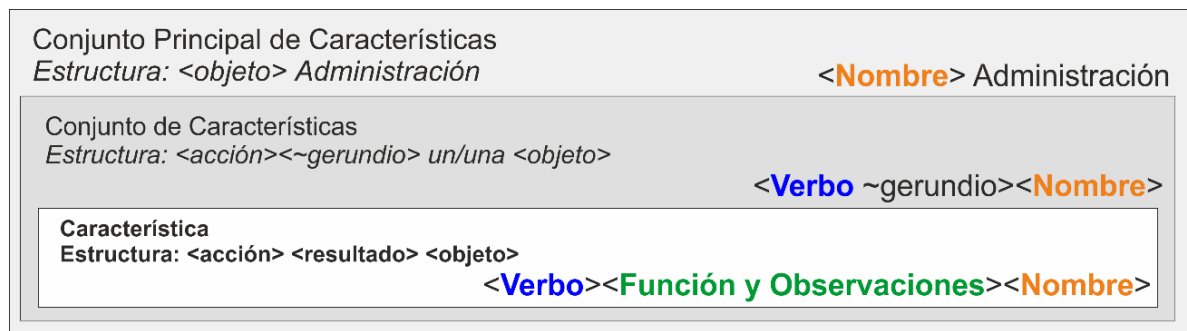 Conjunto Principal de Características
Estructura: <objeto> Administración
<Nombre> Administración
Conjunto de Características
Estructura: <acción><~gerundio> un/una <objeto>
<Verbo ~gerundio><Nombre>
Característica
Estructura: <acción> <resultado> <objeto>
<Verbo><Función y Observaciones><Nombre>